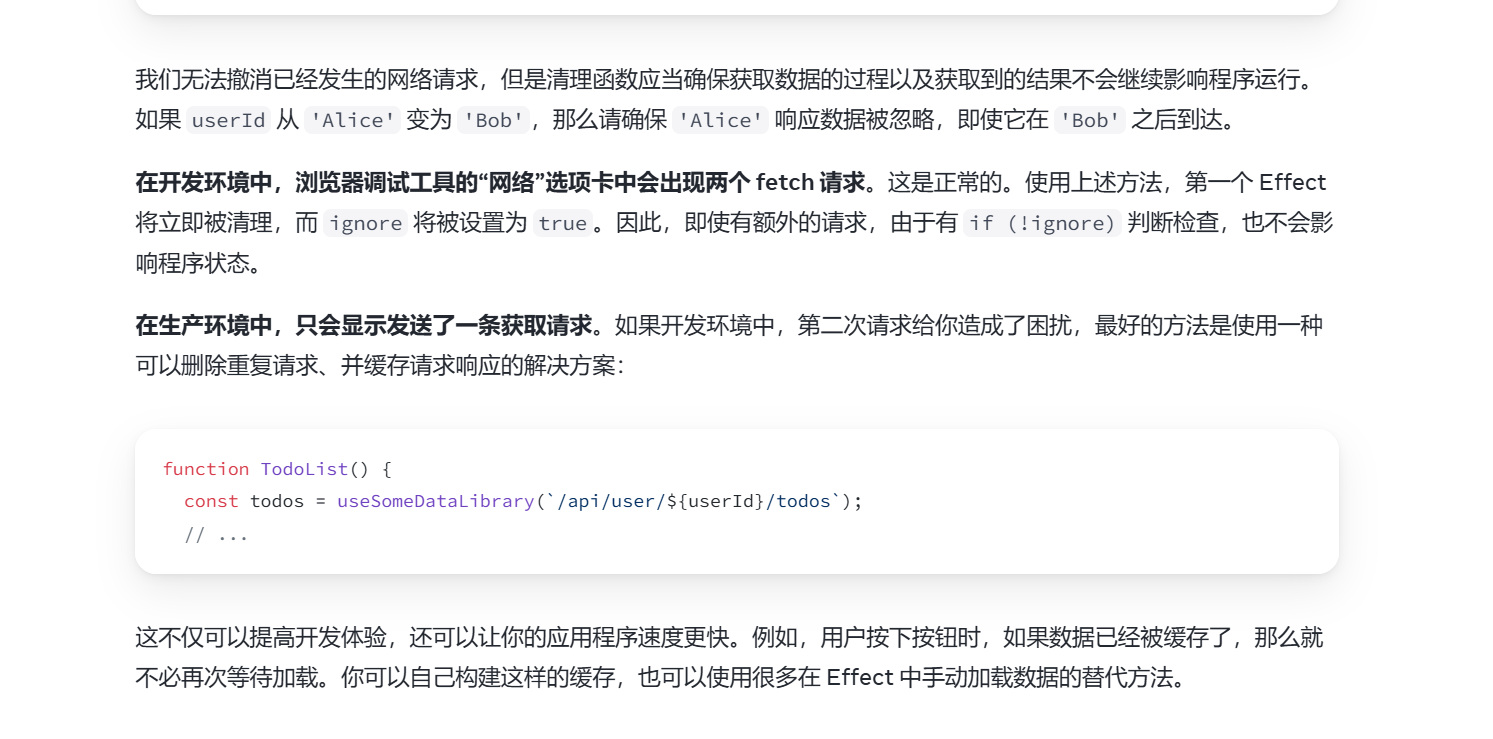 我们无法撤消已经发生的网络请求，但是清理函数应当确保获取数据的过程以及获取到的结果不会继续影响程序运行。
如果 userId 从 'Alice' 变为 'Bob'，那么请确保 'Alice' 响应数据被忽略，即使它在 'Bob' 之后到达。
在开发环境中，浏览器调试工具的“网络”选项卡中会出现两个 fetch 请求。这是正常的。使用上述方法，第一个 Effect
将立即被清理，而 ignore 将被设置为 true。因此，即使有额外的请求，由于有 if (!ignore) 判断检查，也不会影
响程序状态。
在生产环境中，只会显示发送了一条获取请求。如果开发环境中，第二次请求给你造成了困扰，最好的方法是使用一种
可以删除重复请求、并缓存请求响应的解决方案：
function TodoList() {
  const todos = useSomeDataLibrary(`/api/user/${userId}/todos`);
  // ...
这不仅可以提高开发体验，还可以让你的应用程序速度更快。例如，用户按下按钮时，如果数据已经被缓存了，那么就
不必再次等待加载。你可以自己构建这样的缓存，也可以使用很多在 Effect 中手动加载数据的替代方法。